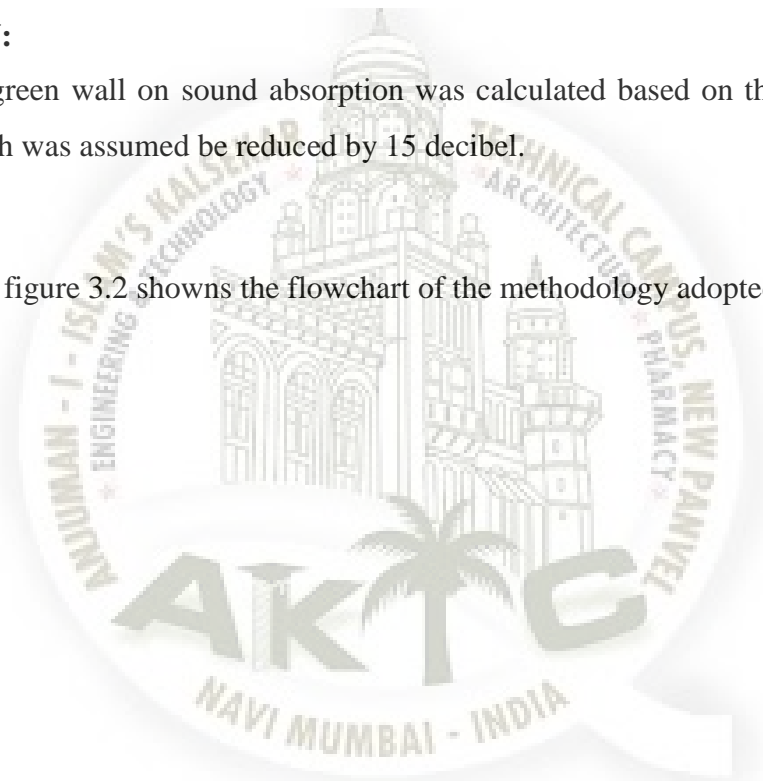 :
green wall on sound absorption was calculated based on th
h was assumed be reduced by 15 decibel.
figure 3.2 showns the flowchart of the methodology adopte
ANJUMAN - I - ISLAM'S KALSEKAR TECHNICAL CAMPUS, NEW PANVEL
ENGINEERING & TECHNOLOGY * ARCHITECTURE * PHARMACY *
AKTC
NAVI MUMBAI - INDIA